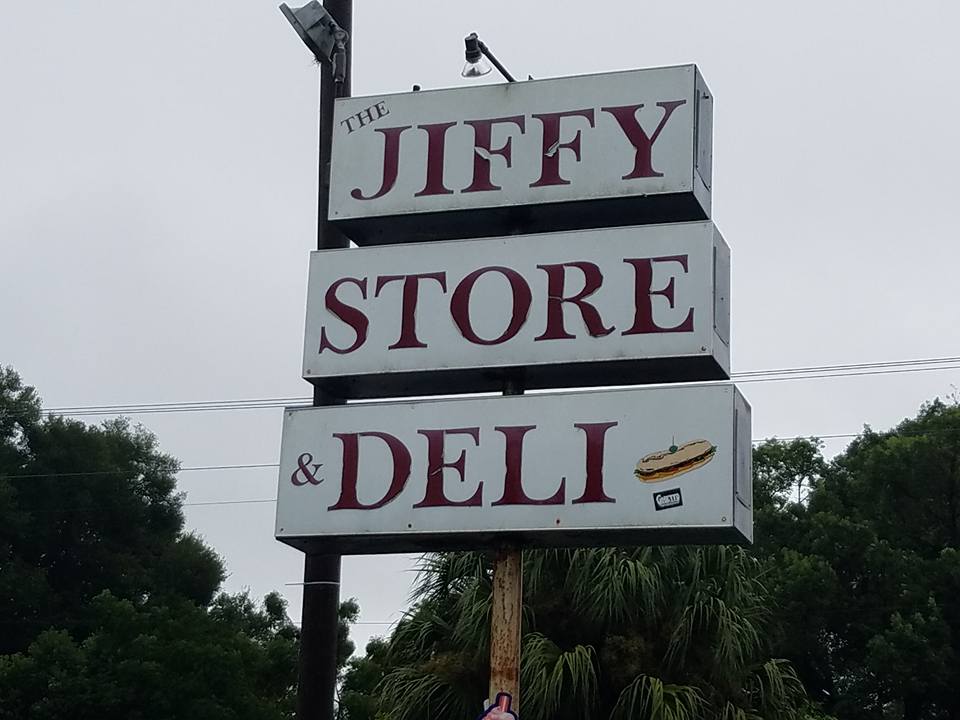 THE
JIFFY
STORE
& DELI